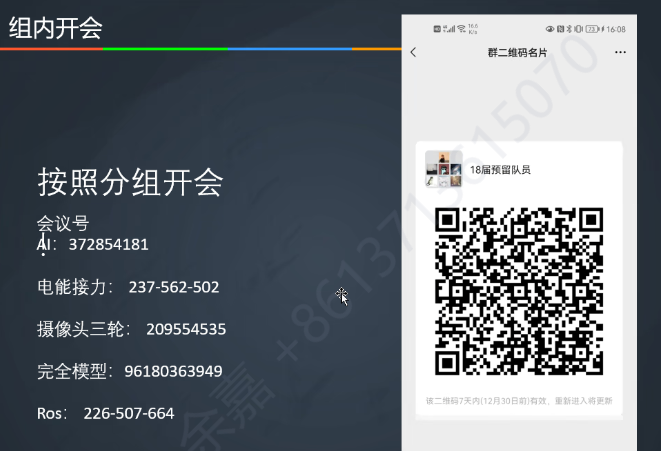 组内开会
按照分组开会
会议号
AI：372854181
电能接力： 237-562-502
摄像头三轮： 209554535
完全模型：96180363949
Ros： 226-507-664
16:08
群二维码名片
18届预留队员
该二维码7天内(12月30日前)有效，重新进入将更新